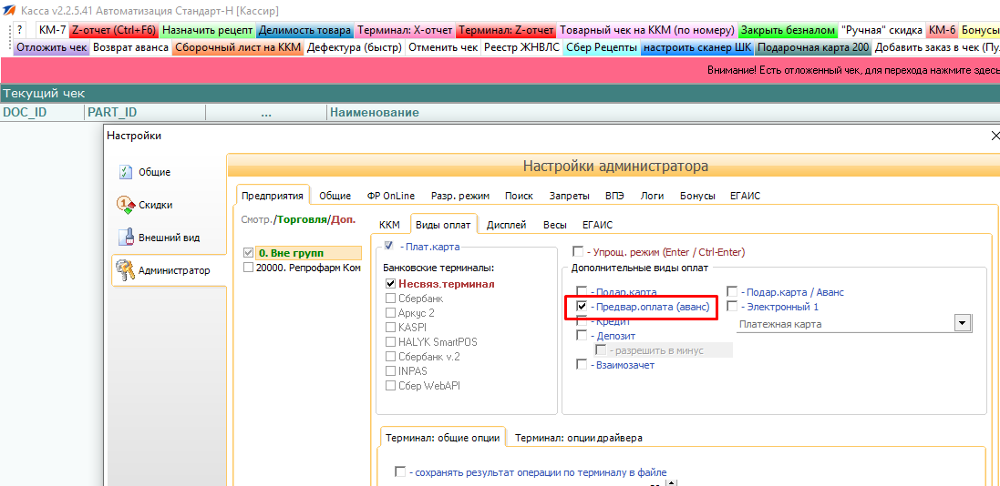 Касса v2.2.5.41 Автоматизация Стандарт-Н [Кассир]
? КМ-7 Z-отчет (Ctrl+F6) Назначить рецепт Делимость товара Терминал: X-отчет Терминал: Z-отчет Товарный чек на ККМ (по номеру) Закрыть безналом "Ручная" скидка КМ-6 Бонусы
Отложить чек Возврат аванса Сборочный лист на ККМ Дефектура (быстр) Отменить чек Реестр ЖНВЛС Сбер Рецепты настроить сканер ШК Подарочная карта 200 Добавить заказ в чек (Пу
Внимание! Есть отложенный чек, для перехода нажмите здесь
Текущий чек
DOC_ID PART_ID ... Наименование
Настройки
Общие
Скидки
Внешний вид
Администратор
Настройки администратора
Предприятия Общие ФР OnLine Разр. режим Поиск Запреты ВПЭ Логи Бонусы ЕГАИС
Смотр./Торговля/Доп.
0. Вне групп
20000. Репрофарм Ком
ККМ Виды оплат Дисплей Весы ЕГАИС
- Плат.карта
Банковские терминалы:
Несвяз.терминал
Сбербанк
Аркус 2
KASPI
HALYK SmartPOS
Сбербанк v.2
INPAS
Сбер WebAPI
- Упрощ. режим (Enter / Ctrl-Enter)
Дополнительные виды оплат
- Подар.карта
- Предвар.оплата (аванс)
- Кредит
- Депозит
- разрешить в минус
- Взаимозачет
- Подар.карта / Аванс
- Электронный 1
Платежная карта
Терминал: общие опции Терминал: опции драйвера
- сохранять результат операции по терминалу в файле